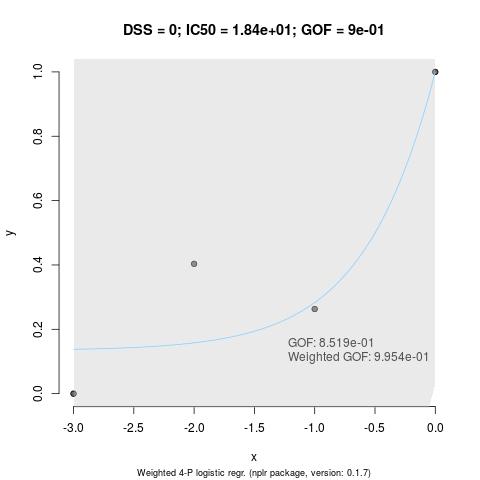 DSS = 0; IC50 = 1.84e+01; GOF = 9e-01
1.0
0.8
0.6
0.4
0.2
0.0
y
GOF: 8.519e-01
Weighted GOF: 9.954e-01
-3.0 -2.5 -2.0 -1.5 -1.0 -0.5 0.0
x
Weighted 4-P logistic regr. (nplr package, version: 0.1.7)